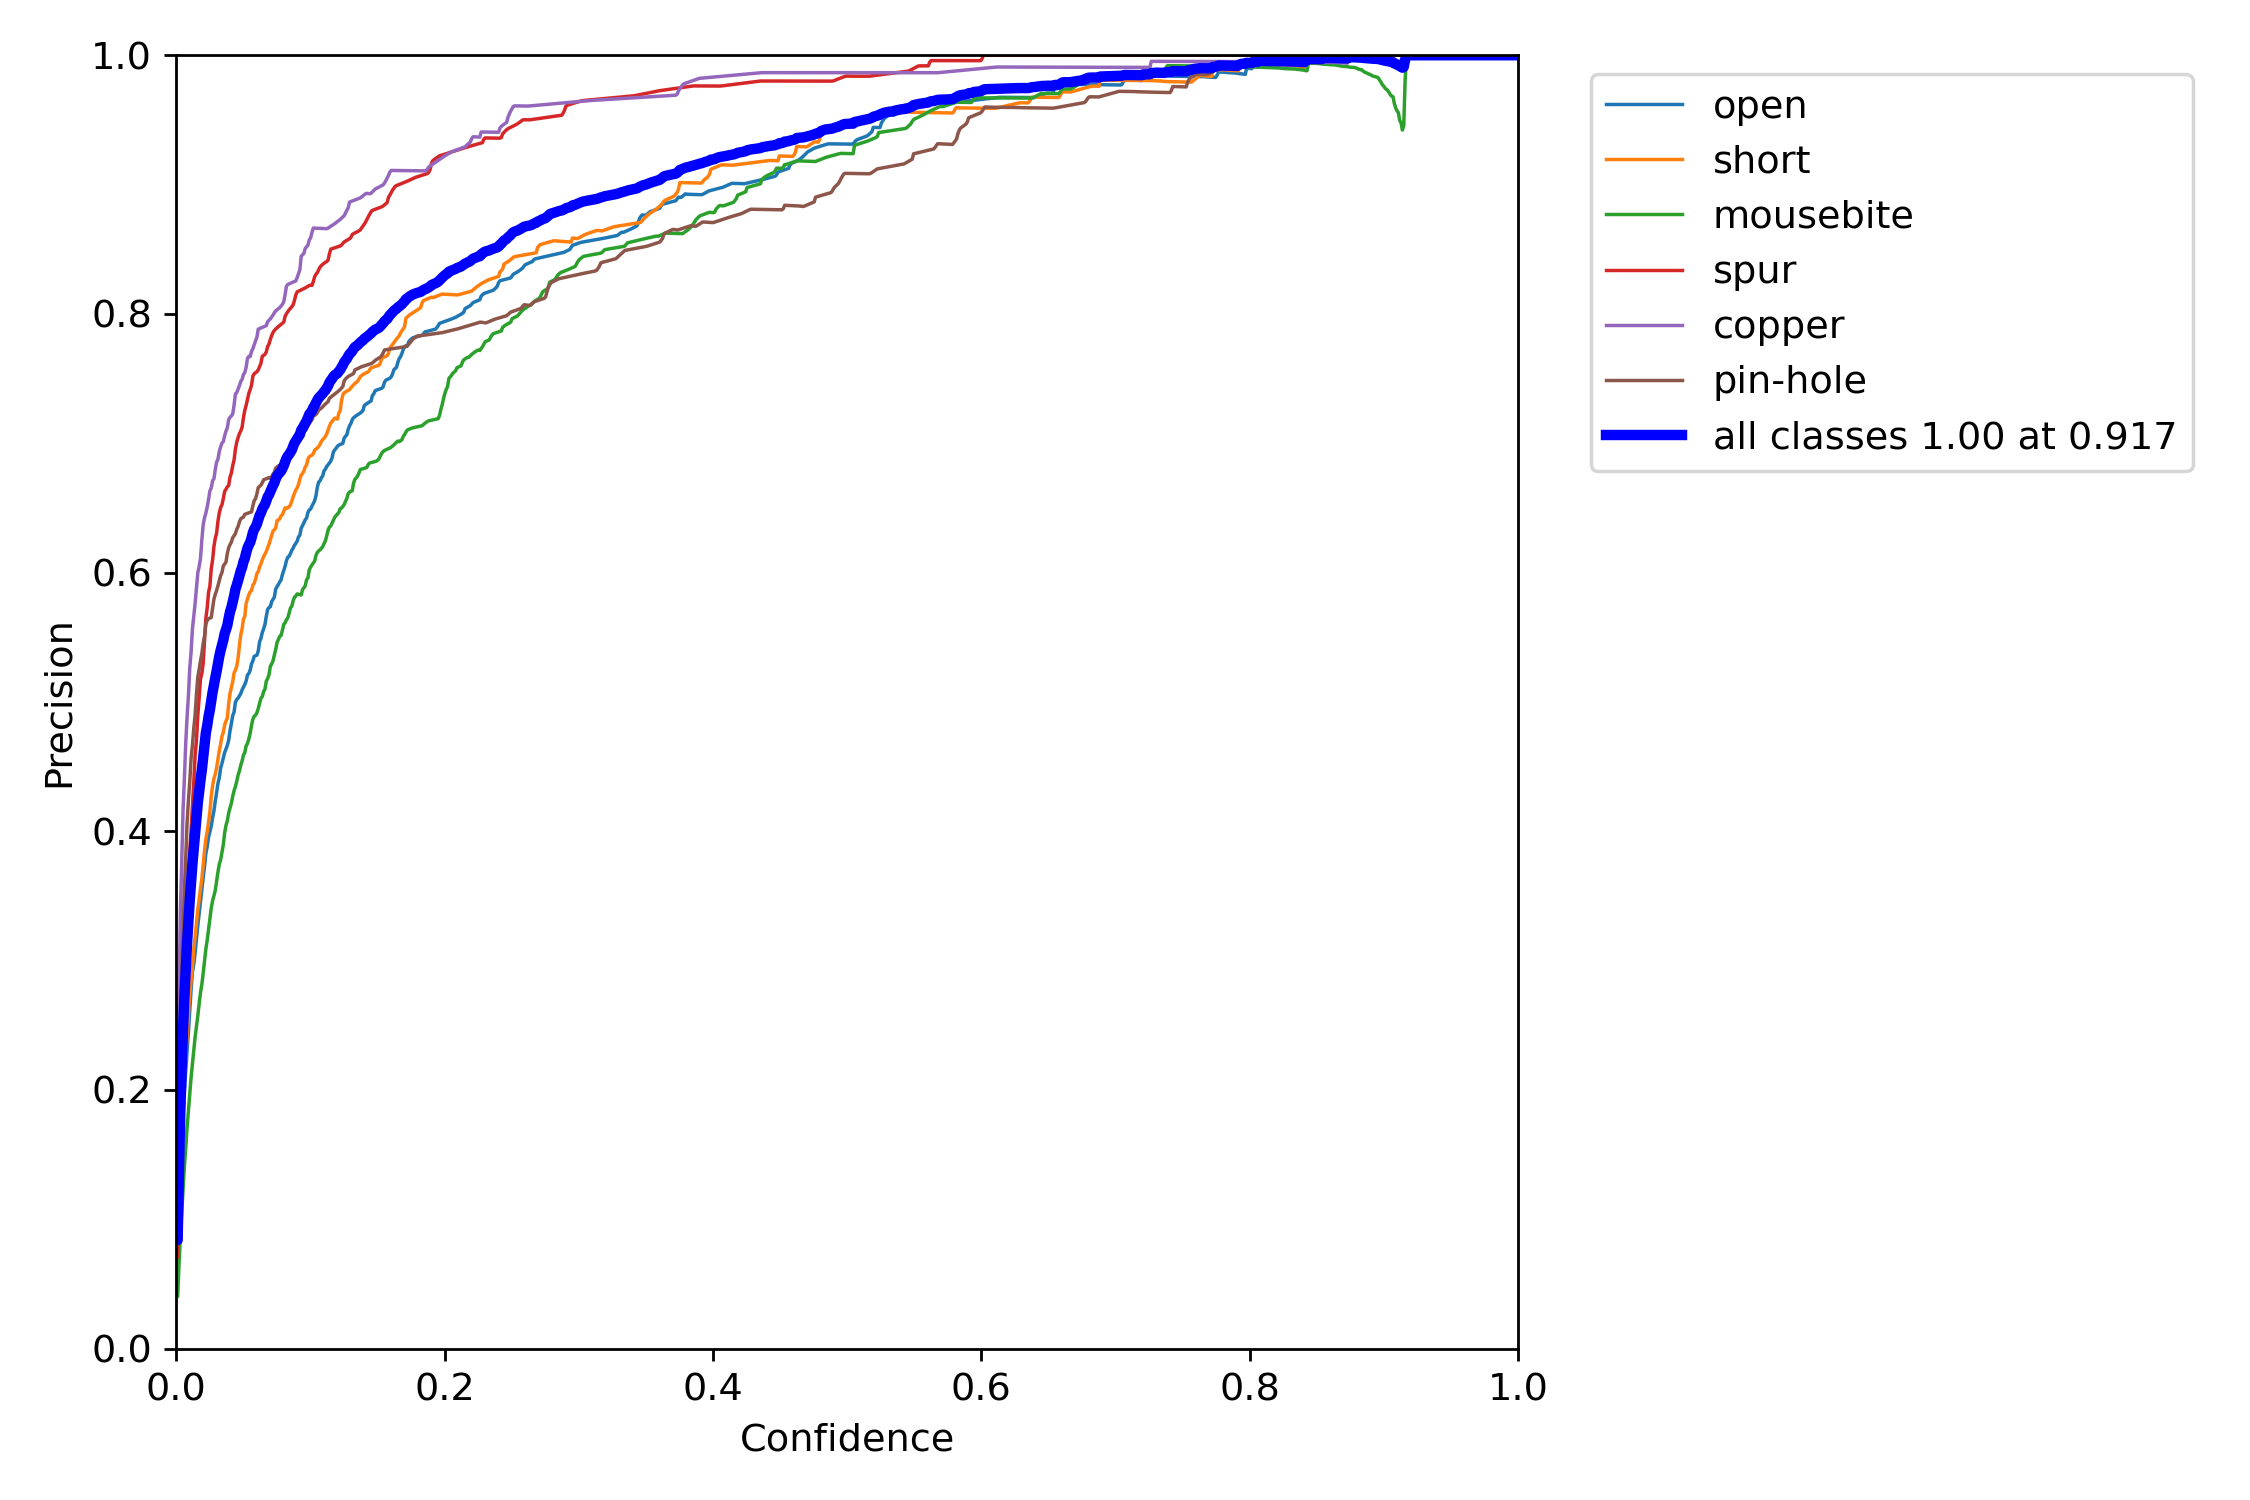 1.0
0.8
0.6
0.4
0.2
0.0
Precision
0.0 0.2 0.4 0.6 0.8 1.0
Confidence
open
short
mousebite
spur
copper
pin-hole
all classes 1.00 at 0.917